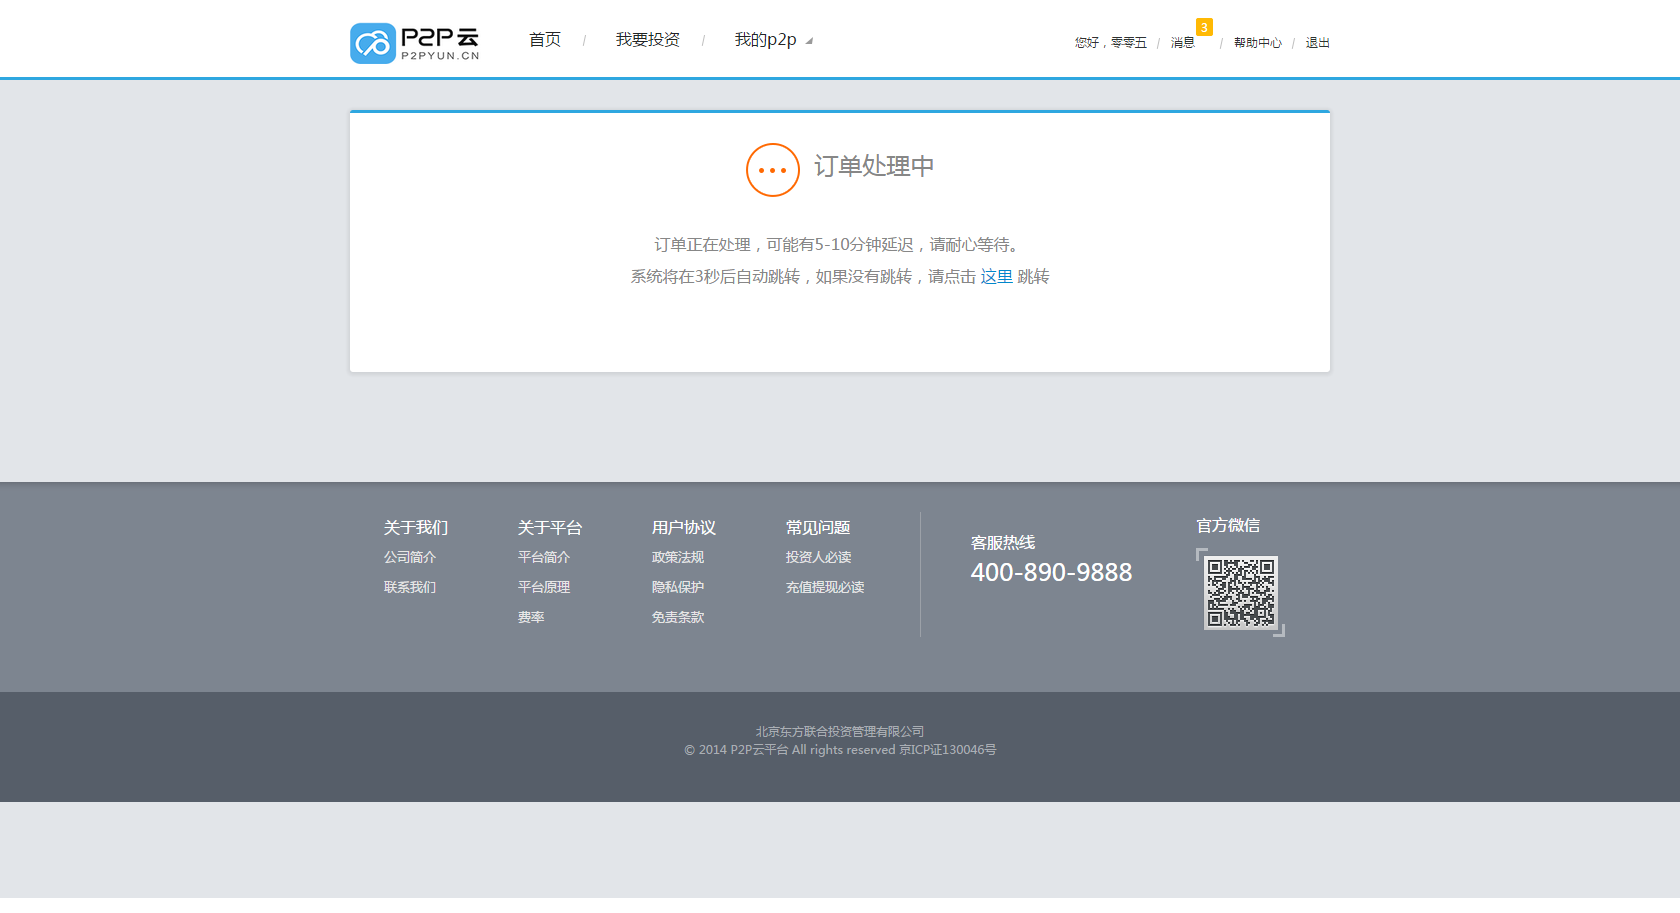 P2P云
P2PYUN.CN
首页 / 我要投资 / 我的p2p
您好，零零五 / 消息 3 / 帮助中心 / 退出
订单处理中
订单正在处理，可能有5-10分钟延迟，请耐心等待。
系统将在3秒后自动跳转，如果没有跳转，请点击 这里 跳转
关于我们
公司简介
联系我们
关于平台
平台简介
平台原理
费率
用户协议
政策法规
隐私保护
免责条款
常见问题
投资人必读
充值提现必读
客服热线
400-890-9888
官方微信
北京东方联合投资管理有限公司
© 2014 P2P云平台 All rights reserved 京ICP证130046号